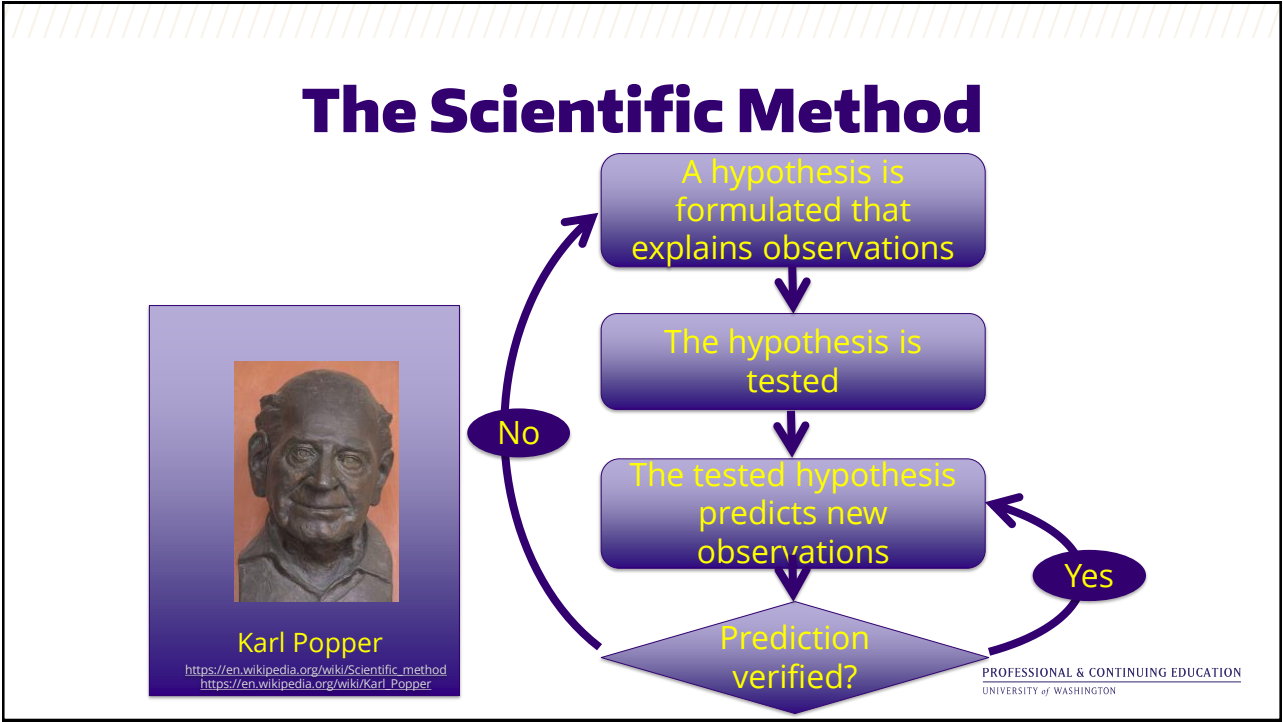 The Scientific Method
A hypothesis is
formulated that
explains observations
The hypothesis is
tested
No
The tested hypothesis
predicts new
observations
Yes
Prediction
verified?
Karl Popper
https://en.wikipedia.org/wiki/Scientific_method
https://en.wikipedia.org/wiki/Karl_Popper
PROFESSIONAL & CONTINUING EDUCATION
UNIVERSITY of WASHINGTON